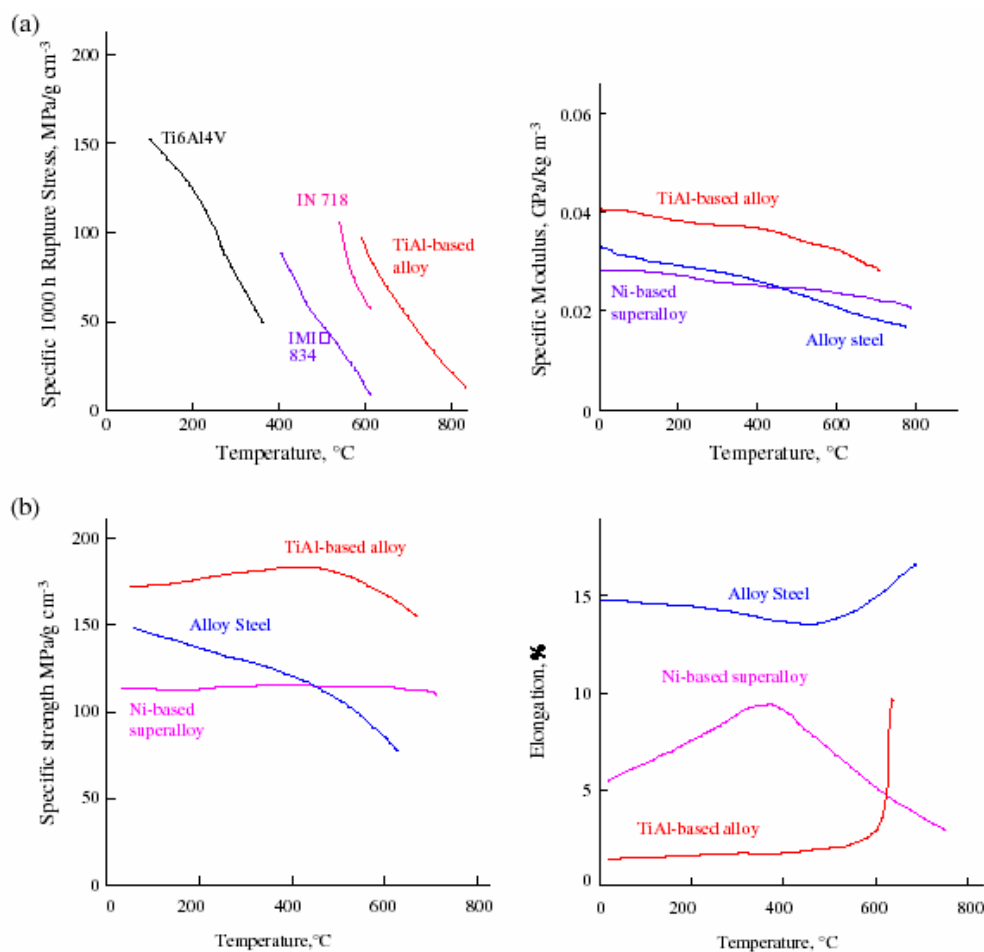 (a)
Specific 1000 h Rupture Stress, MPa/g cm⁻³
200
150
100
50
0
Ti6Al4V
IN 718
TiAl-based
alloy
IMI
834
0 200 400 600 800
Temperature, °C
Specific Modulus, GPa/kg m⁻³
0.06
0.04
0.02
0
TiAl-based alloy
Ni-based
superalloy
Alloy steel
0 200 400 600 800
Temperature, °C
(b)
Specific strength MPa/g cm⁻³
200
150
100
50
0
TiAl-based alloy
Alloy Steel
Ni-based
superalloy
0 200 400 600 800
Temperature,°C
Elongation, %
15
10
5
0
Alloy Steel
Ni-based superalloy
TiAl-based alloy
0 200 400 600 800
Temperature, °C